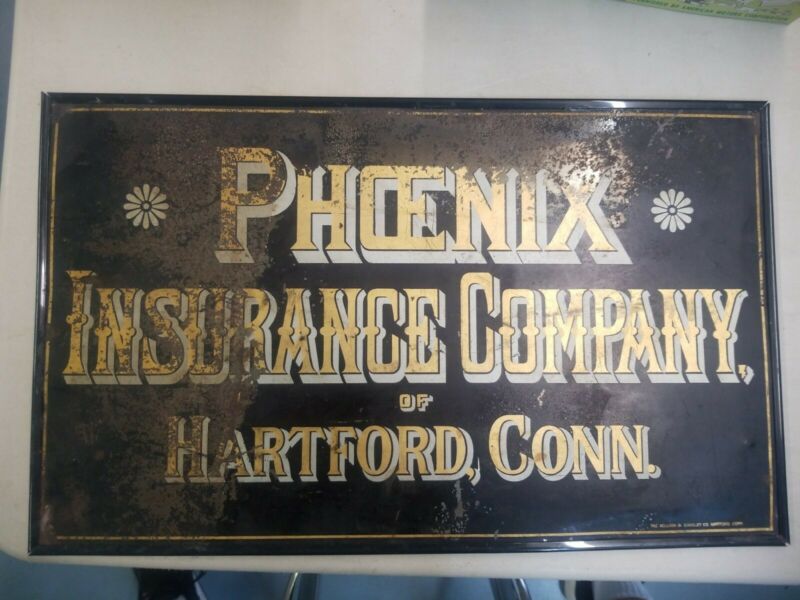 PHŒNIX
INSURANCE COMPANY,
OF
HARTFORD, CONN.